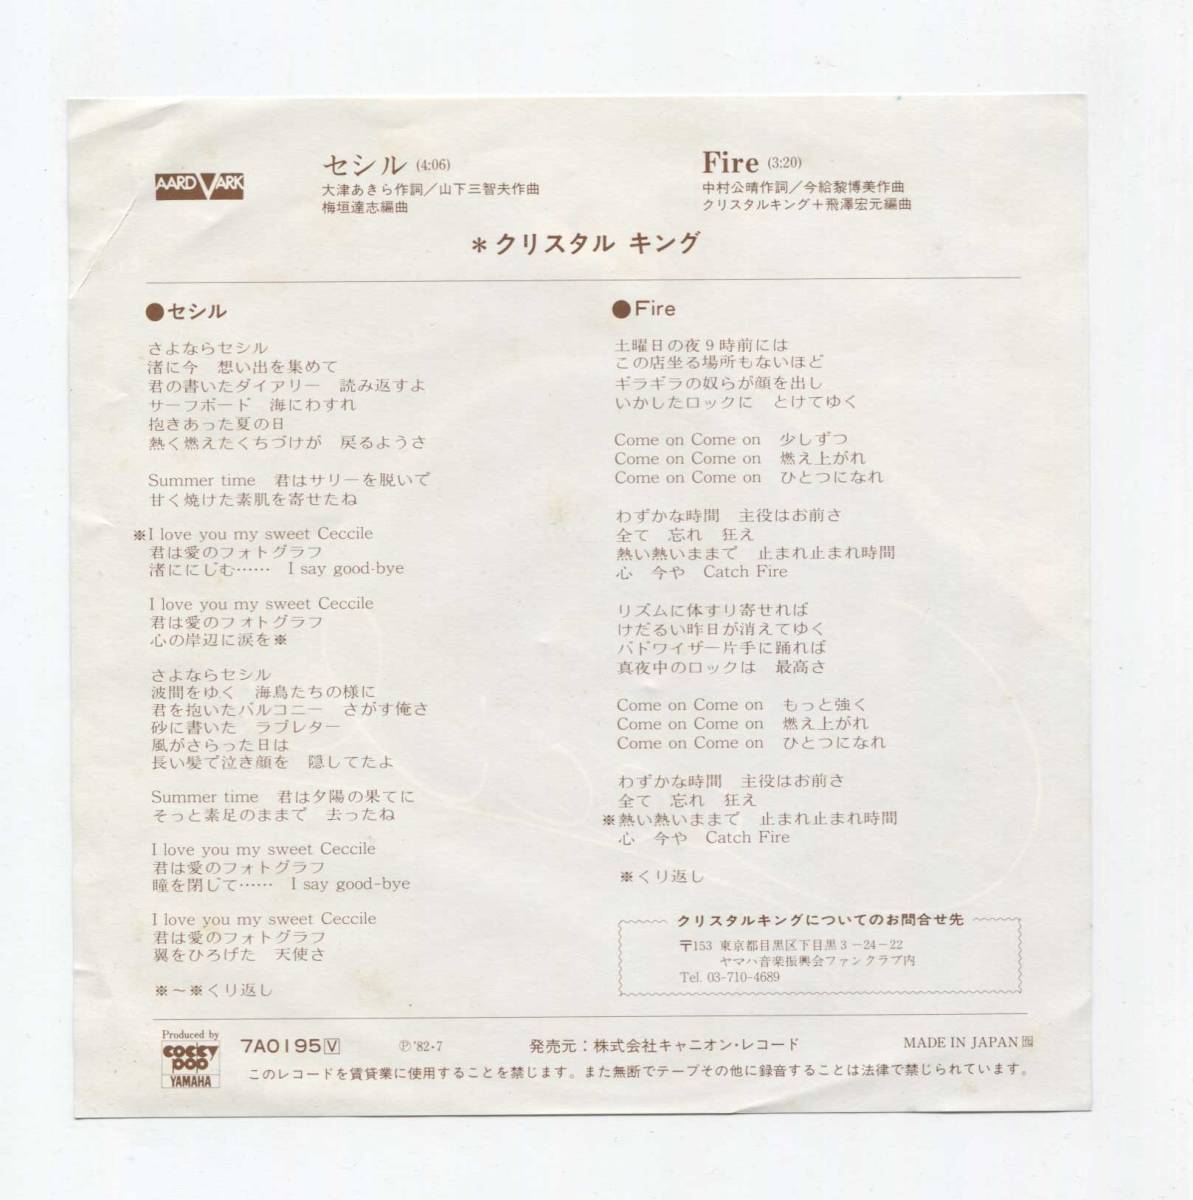 AARDVARK
セシル (4:06)
大津あきら作詞／山下三智夫作曲
梅垣達志編曲
Fire (3:20)
中村公晴作詞／今給黎博美作曲
クリスタルキング＋飛澤宏元編曲
＊クリスタル キング
●セシル
さよならセシル
渚に今　想い出を集めて
君の書いたダイアリー　読み返すよ
サーフボード　海にわすれ
抱きあった夏の日
熱く燃えたくちづけが　戻るようさ
Summer time　君はサリーを脱いで
甘く焼けた素肌を寄せたね
※I love you my sweet Ceccile
君は愛のフォトグラフ
渚ににじむ……　I say good-bye
I love you my sweet Ceccile
君は愛のフォトグラフ
心の岸辺に涙を※
さよならセシル
波間をゆく　海鳥たちの様に
君を抱いたバルコニー　さがす俺さ
砂に書いた　ラブレター
風がさらった日は
長い髪で泣き顔を　隠してたよ
Summer time　君は夕陽の果てに
そっと素足のままで　去ったね
I love you my sweet Ceccile
君は愛のフォトグラフ
瞳を閉じて……　I say good-bye
I love you my sweet Ceccile
君は愛のフォトグラフ
翼をひろげた　天使さ
※～※くり返し
●Fire
土曜日の夜９時前には
この店坐る場所もないほど
ギラギラの奴らが顔を出し
いかしたロックに　とけてゆく
Come on Come on　少しずつ
Come on Come on　燃え上がれ
Come on Come on　ひとつになれ
わずかな時間　主役はお前さ
全て　忘れ　狂え
熱い熱いままで　止まれ止まれ時間
心　今や　Catch Fire
リズムに体すり寄せれば
けだるい昨日が消えてゆく
バドワイザー片手に踊れば
真夜中のロックは　最高さ
Come on Come on　もっと強く
Come on Come on　燃え上がれ
Come on Come on　ひとつになれ
わずかな時間　主役はお前さ
全て　忘れ　狂え
※熱い熱いままで　止まれ止まれ時間
心　今や　Catch Fire
※くり返し
クリスタルキングについてのお問合せ先
〒153 東京都目黒区下目黒３－24－22
ヤマハ音楽振興会ファンクラブ内
Tel. 03-710-4689
Produced by
cocky pop
YAMAHA
7A0195 V
Ⓟ'82・7
発売元：株式会社キャニオン・レコード
MADE IN JAPAN
このレコードを賃貸業に使用することを禁じます。また無断でテープその他に録音することは法律で禁じられています。